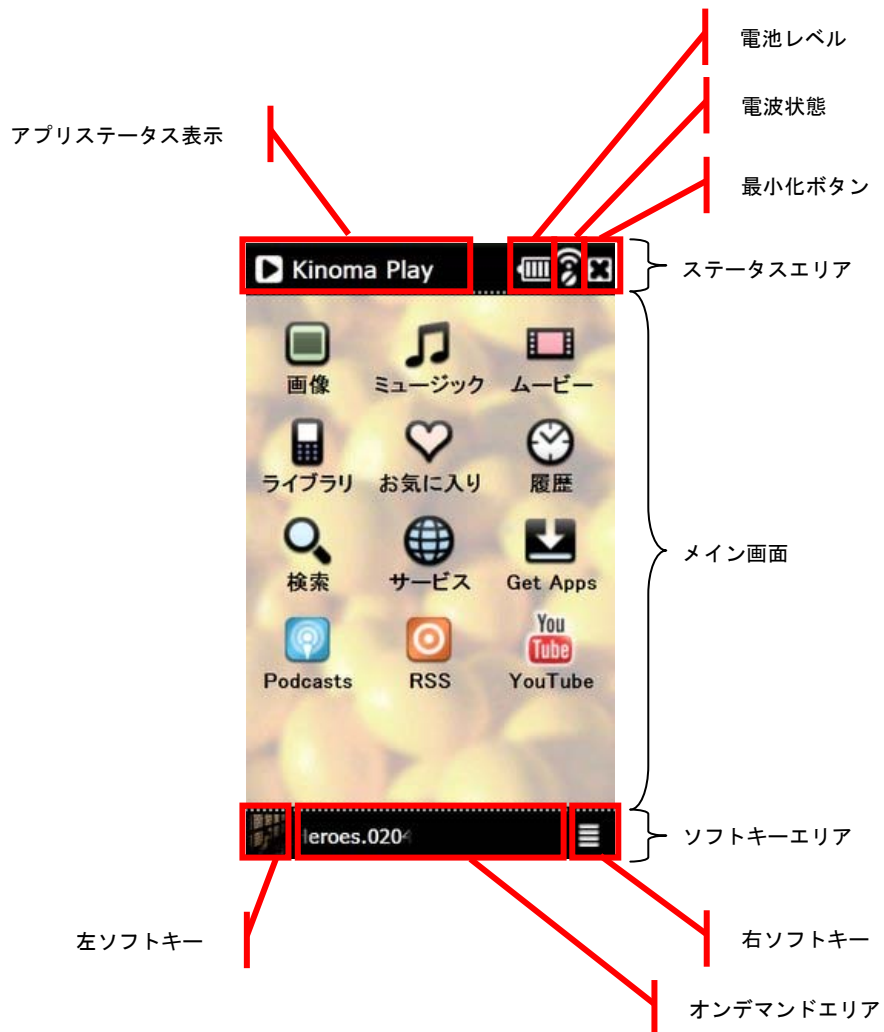 電池レベル
電波状態
アプリステータス表示
最小化ボタン
Kinoma Play
ステータスエリア
画像 ミュージック ムービー
ライブラリ お気に入り 履歴
検索 サービス Get Apps
You
Tube
Podcasts RSS YouTube
メイン画面
eroes.020
ソフトキーエリア
左ソフトキー
右ソフトキー
オンデマンドエリア